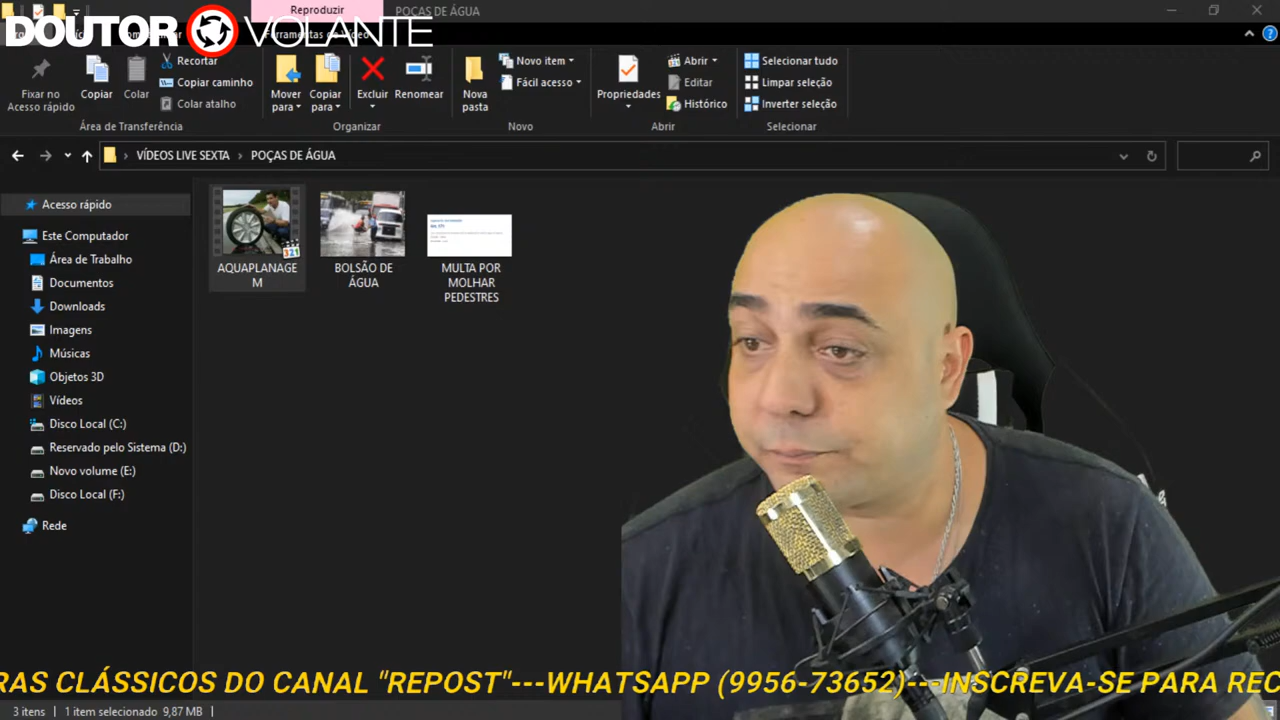 Reproduzir
POÇAS DE ÁGUA
DOUTOR VOLANTE
Fixar no
Acesso rápido
Copiar
Colar
Recortar
Copiar caminho
Colar atalho
Área de Transferência
Mover
para
Copiar
para
Excluir
Renomear
Organizar
Nova
pasta
Novo item
Fácil acesso
Novo
Propriedades
Abrir
Editar
Histórico
Abrir
Selecionar tudo
Limpar seleção
Inverter seleção
Selecionar
VÍDEOS LIVE SEXTA › POÇAS DE ÁGUA
Acesso rápido
Este Computador
Área de Trabalho
Documentos
Downloads
Imagens
Músicas
Objetos 3D
Vídeos
Disco Local (C:)
Reservado pelo Sistema (D:)
Novo volume (E:)
Disco Local (F:)
Rede
321
AQUAPLANAGE
M
BOLSÃO DE
ÁGUA
MULTA POR
MOLHAR
PEDESTRES
RAS CLÁSSICOS DO CANAL "REPOST"---WHATSAPP (9956-73652)---INSCREVA-SE PARA REC
3 itens
1 item selecionado 9,87 MB